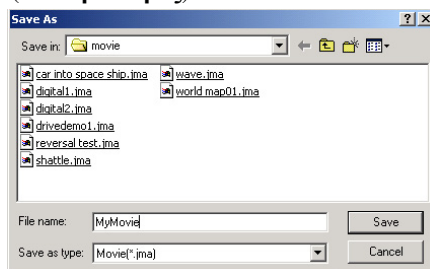 Save As
Save in: movie
car into space ship.jma
digital1.jma
digital2.jma
drivedemo1.jma
reversal test.jma
shattle.jma
wave.jma
world map01.jma
File name: MyMovie
Save
Save as type: Movie(*.jma)
Cancel